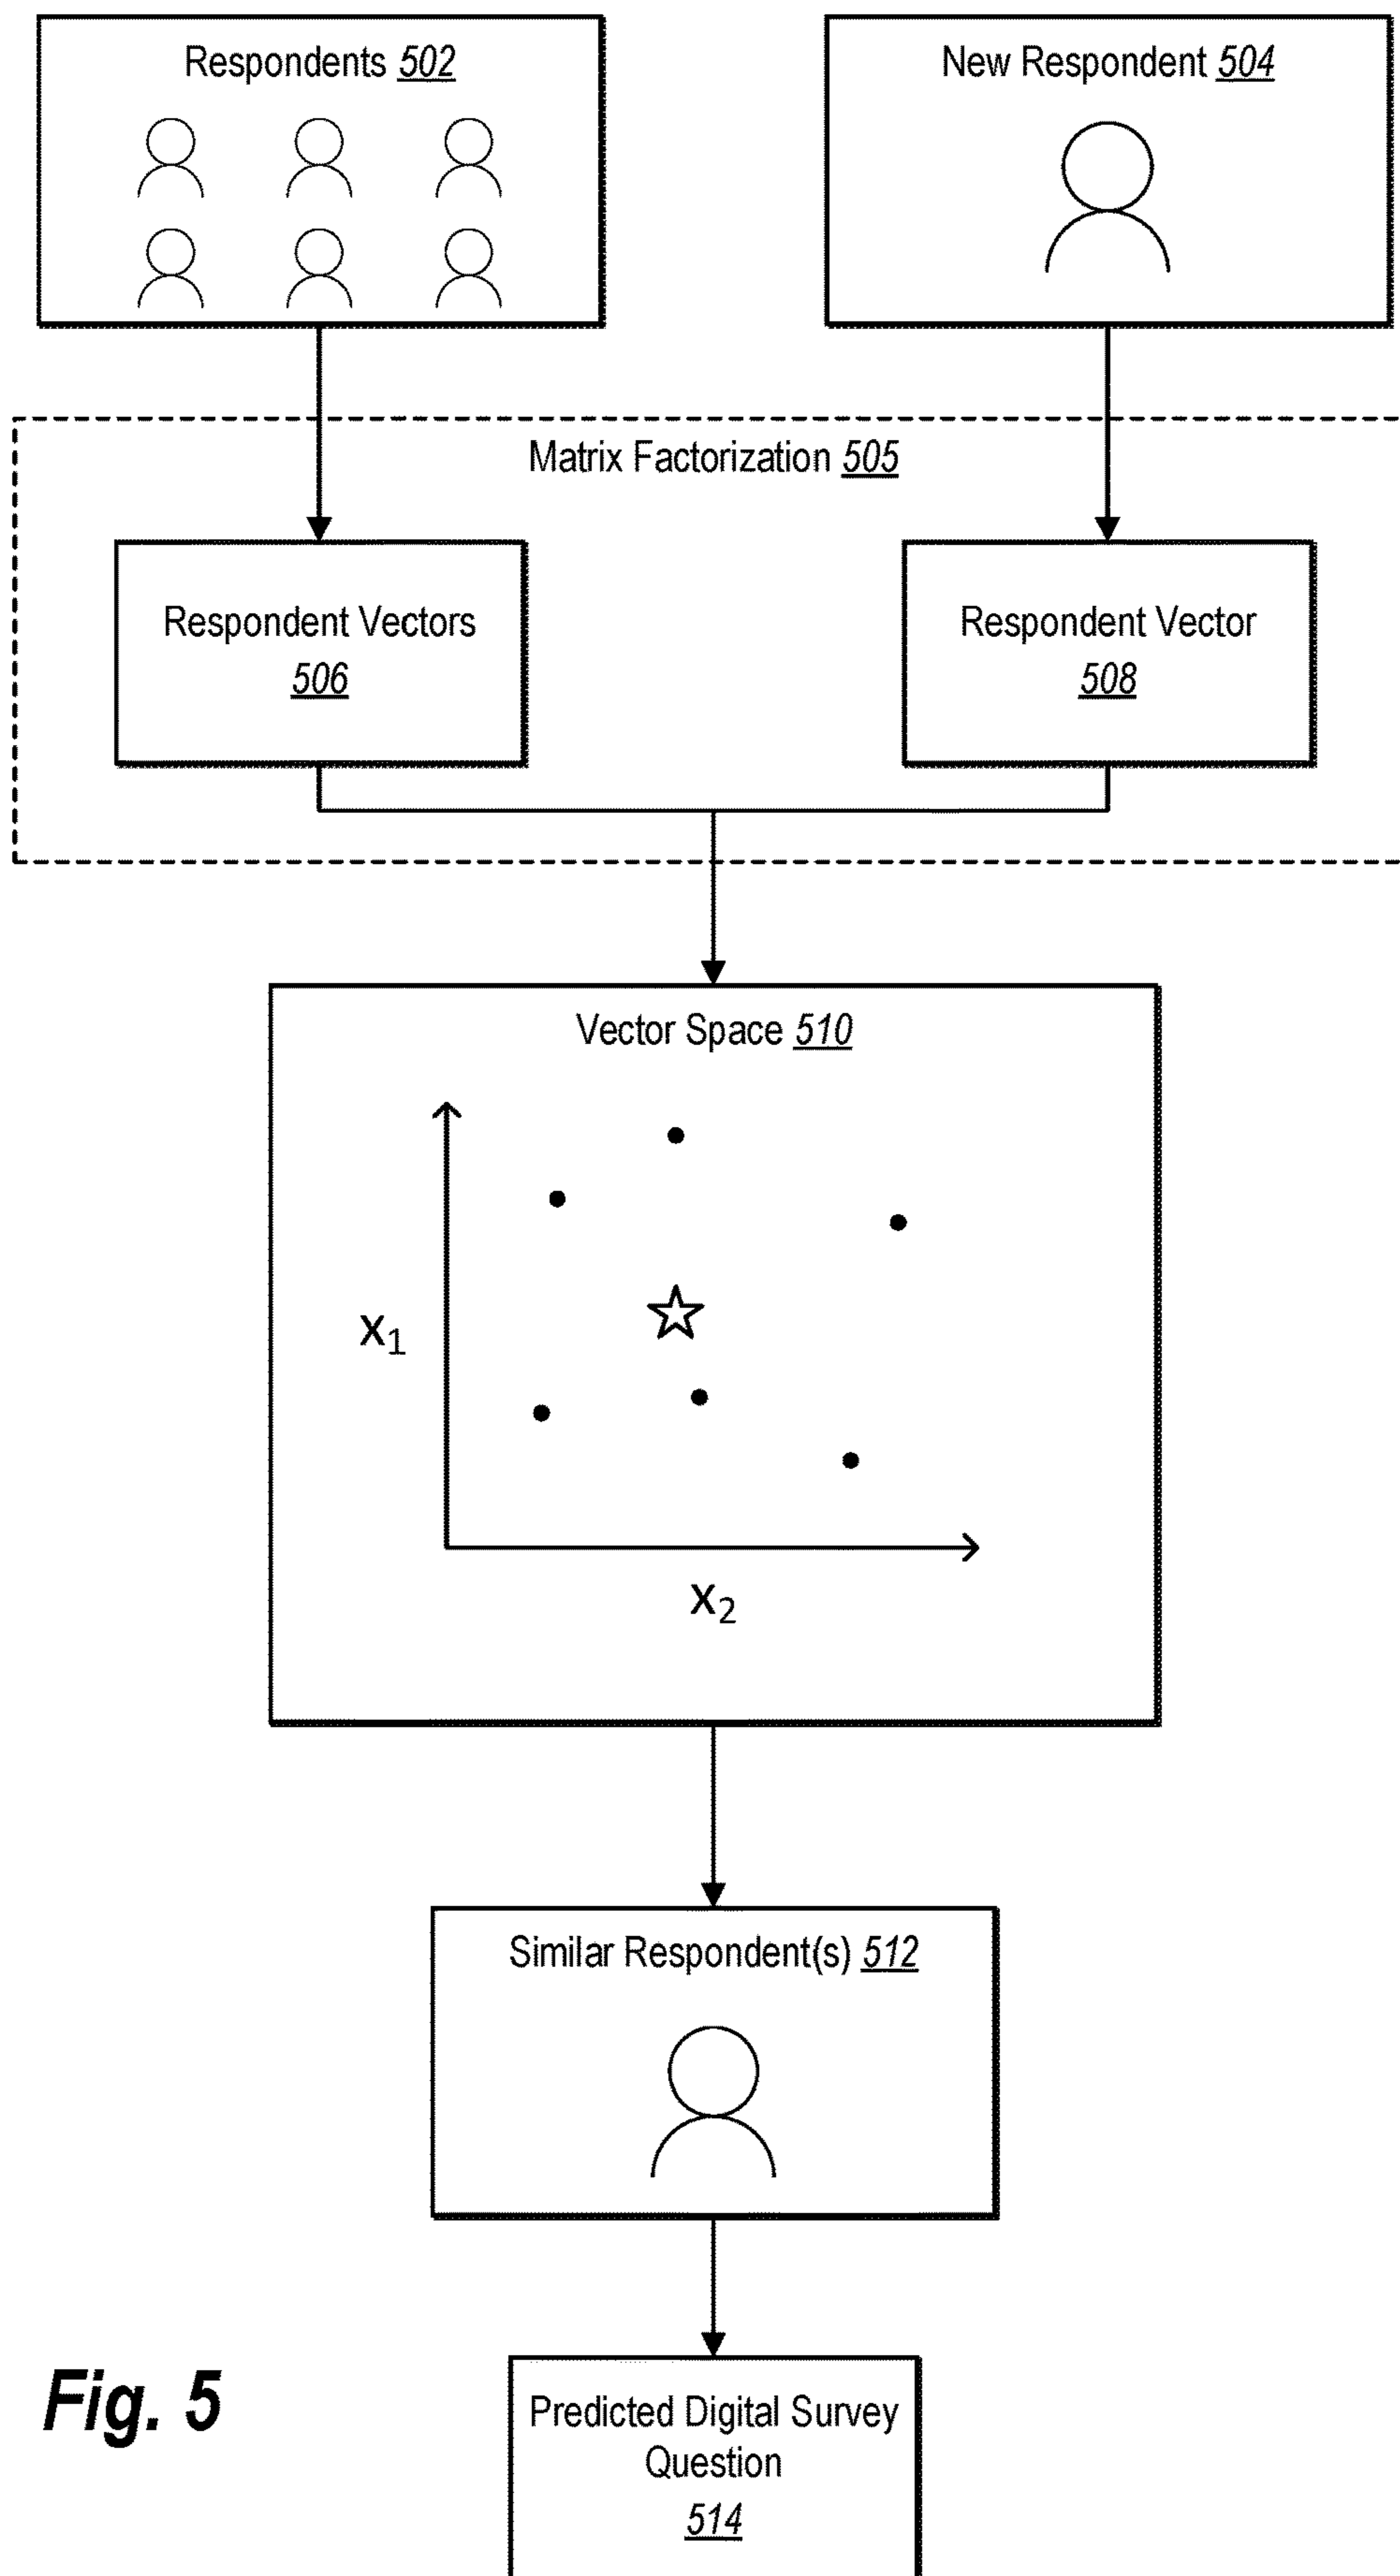 Respondents 502
New Respondent 504
Matrix Factorization 505
Respondent Vectors
506
Respondent Vector
508
Vector Space 510
x₁
x₂
Similar Respondent(s) 512
Predicted Digital Survey
Question
514
Fig. 5